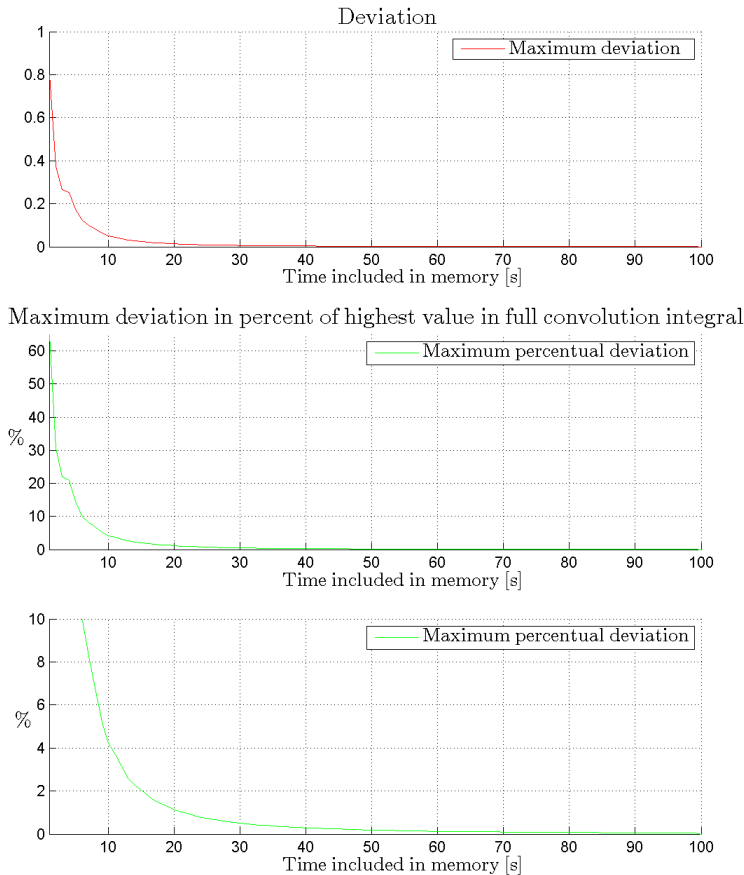 Deviation
Maximum deviation
1
0.8
0.6
0.4
0.2
0
10 20 30 40 50 60 70 80 90 100
Time included in memory [s]
Maximum deviation in percent of highest value in full convolution integral
Maximum percentual deviation
60
50
40
%
30
20
10
0
10 20 30 40 50 60 70 80 90 100
Time included in memory [s]
Maximum percentual deviation
10
8
6
%
4
2
0
10 20 30 40 50 60 70 80 90 100
Time included in memory [s]